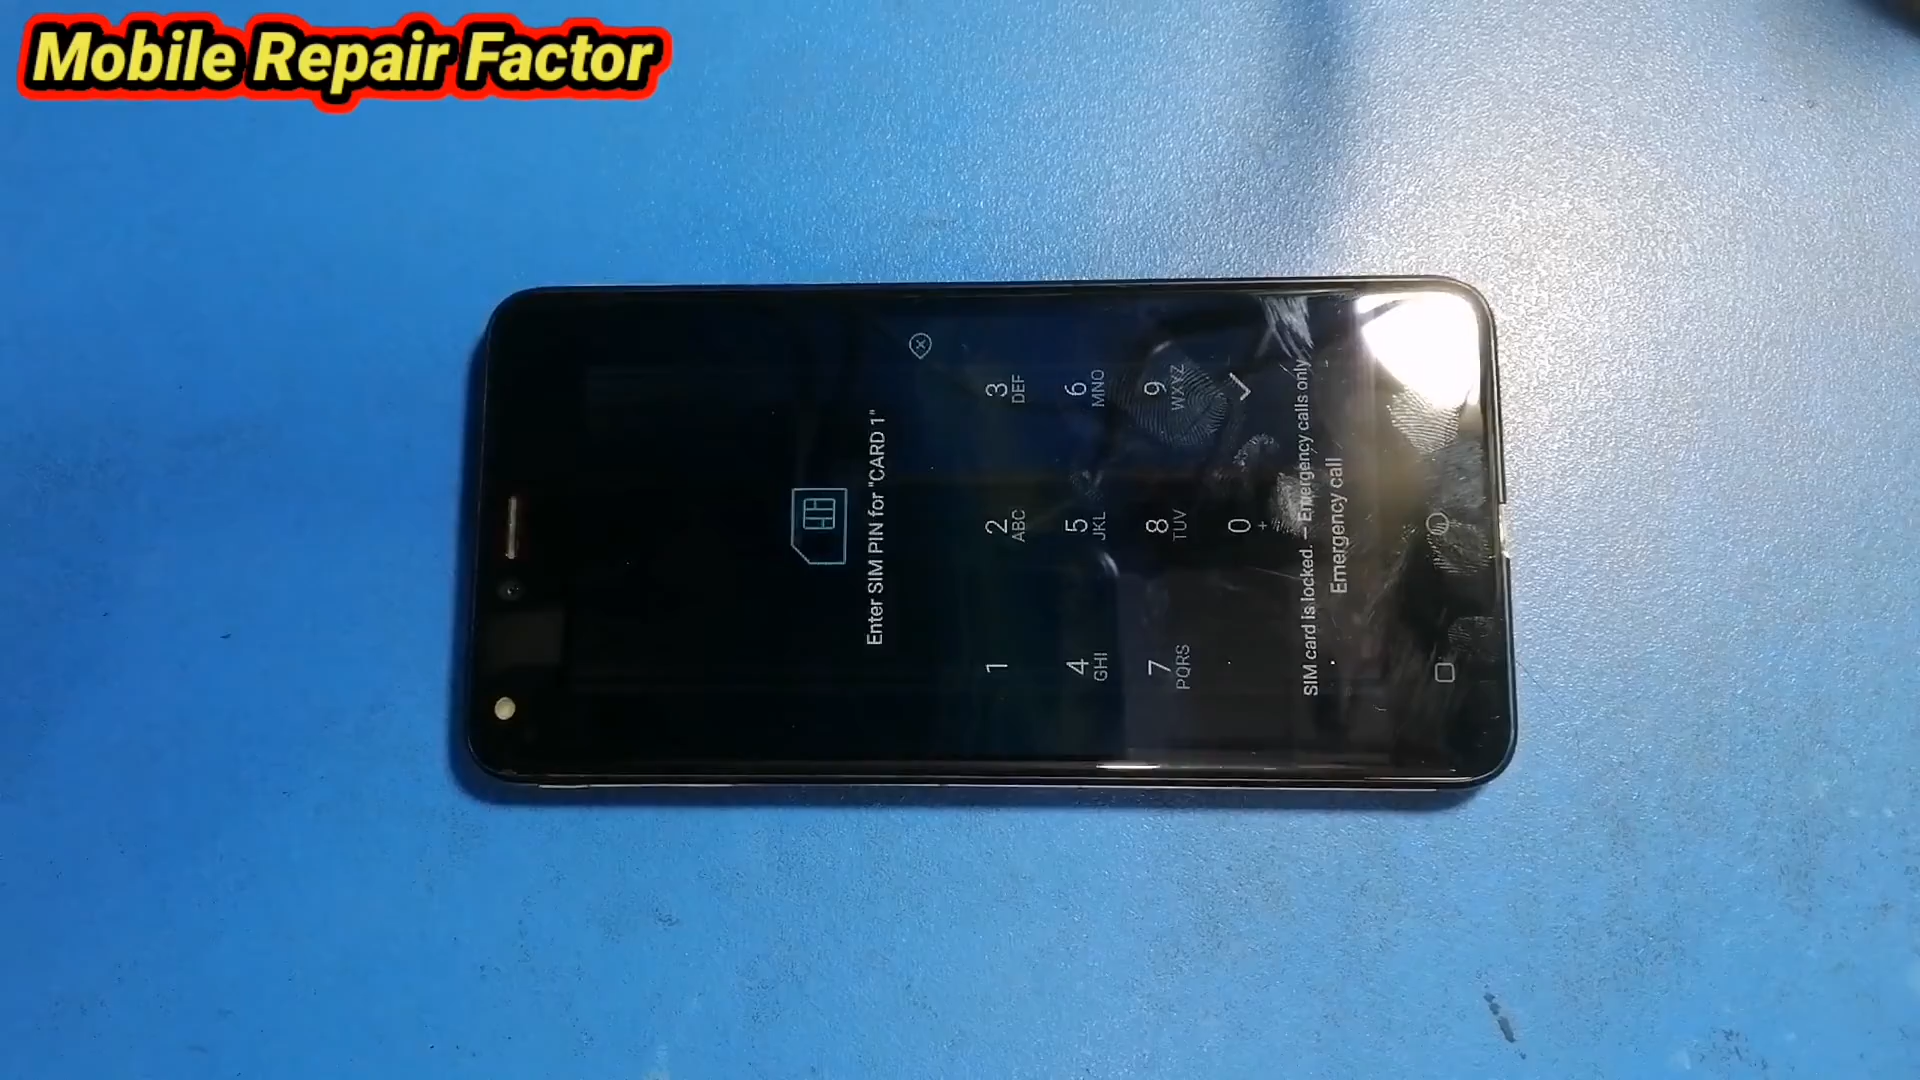 Mobile Repair Factor
Enter SIM PIN for "CARD 1"
1
2
ABC
3
DEF
4
GHI
5
JKL
6
MNO
7
PQRS
8
TUV
9
WXYZ
0
+
SIM card is locked. – Emergency calls only.
Emergency call